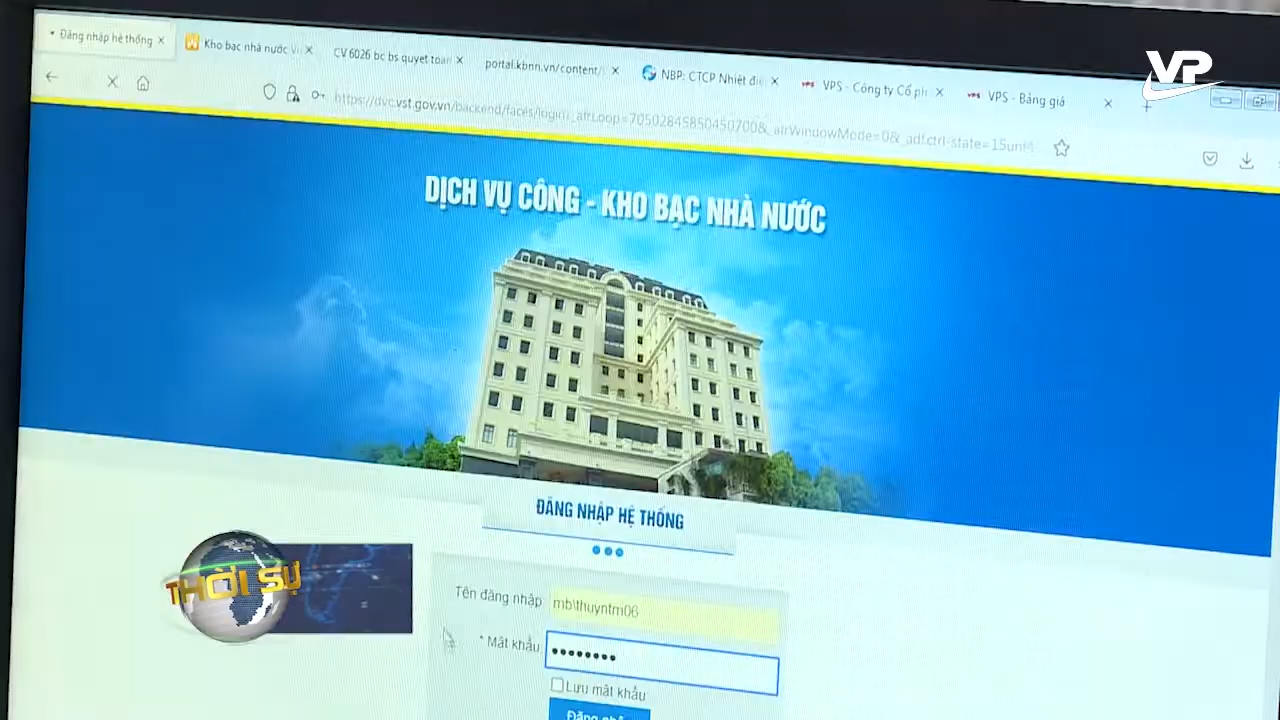 Đăng nhập hệ thống
Kho bạc nhà nước
CV 6026 bc bs quyet toan
portal.kbnn.vn/content/
NBP: CTCP Nhiệt đi
VPS - Công ty Cổ ph
VPS - Bảng giá
VP
DỊCH VỤ CÔNG - KHO BẠC NHÀ NƯỚC
ĐĂNG NHẬP HỆ THỐNG
THỜI SỰ
Tên đăng nhập
mb\thuyntm06
* Mật khẩu
Lưu mật khẩu